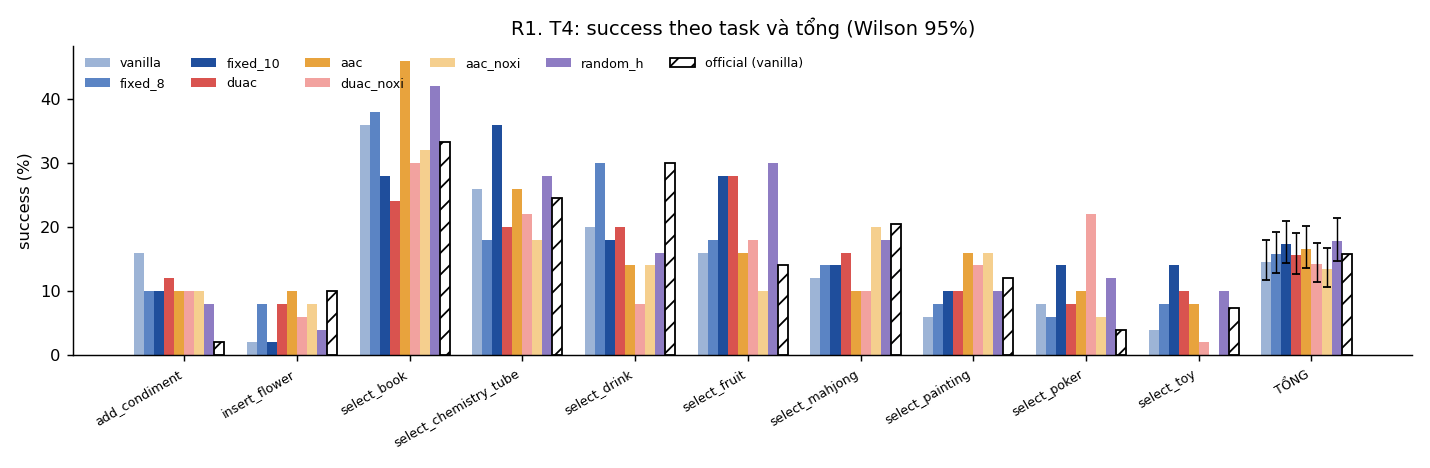 R1. T4: success theo task và tổng (Wilson 95%)
vanilla fixed_10 aac aac_noxi random_h official (vanilla)
fixed_8 duac duac_noxi
success (%)
40
30
20
10
0
add_condiment insert_flower select_book select_chemistry_tube select_drink select_fruit select_mahjong select_painting select_poker select_toy TỔNG